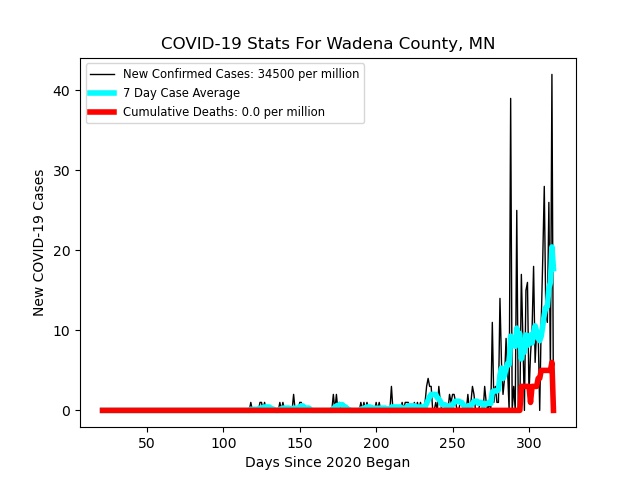 COVID-19 Stats For Wadena County, MN
New Confirmed Cases: 34500 per million
7 Day Case Average
Cumulative Deaths: 0.0 per million
40
30
20
10
0
New COVID-19 Cases
50 100 150 200 250 300
Days Since 2020 Began